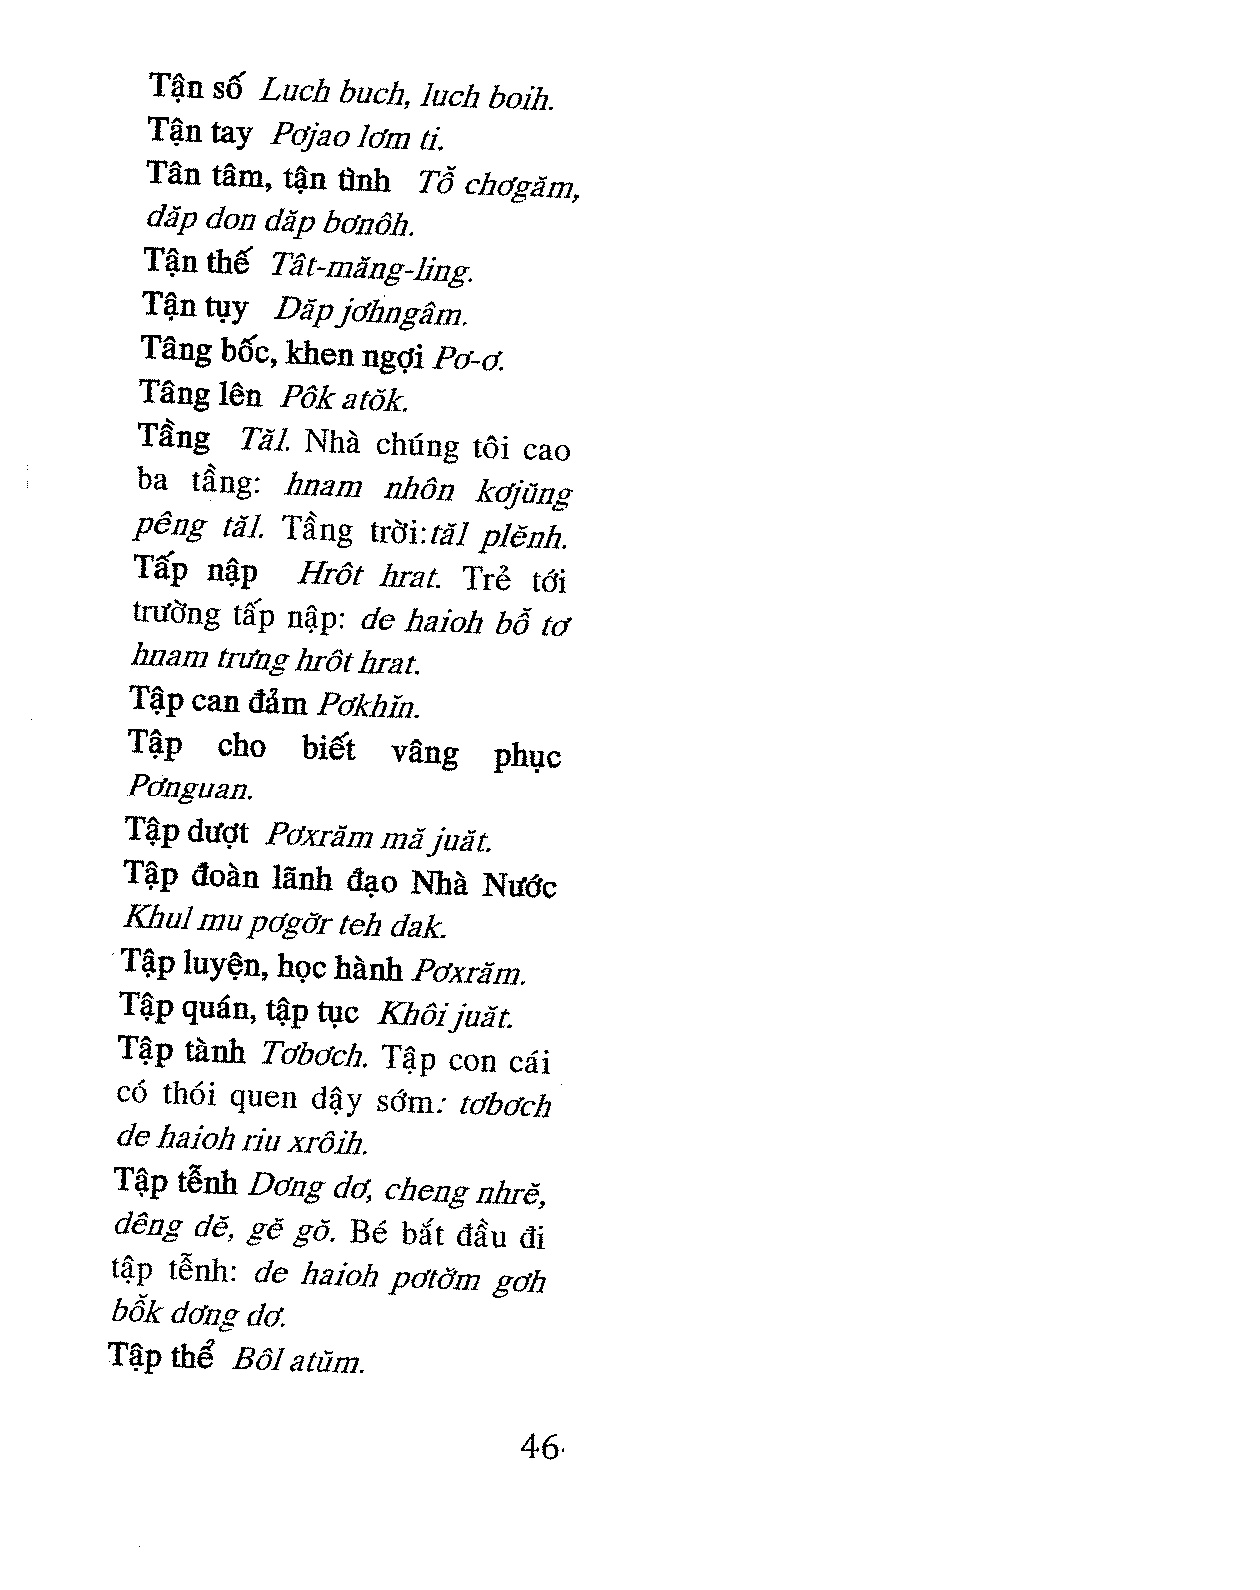 Tận số Luch buch, luch boih.
Tận tay Pơjao lơm ti.
Tân tâm, tận tình Tỗ chơgăm,
dăp don dăp bơnôh.
Tận thế Tât-măng-ling.
Tận tụy Dăp jơhngâm.
Tâng bốc, khen ngợi Pơ-ơ.
Tâng lên Pôk atŏk.
Tầng Tăl. Nhà chúng tôi cao
ba tầng: hnam nhôn kơjŭng
pêng tăl. Tầng trời: tăl plĕnh.
Tấp nập Hrôt hrat. Trẻ tới
trường tấp nập: de haioh bỗ tơ
hnam trưng hrôt hrat.
Tập can đảm Pơkhĭn.
Tập cho biết vâng phục
Pơnguan.
Tập dượt Pơxrăm mă juăt.
Tập đoàn lãnh đạo Nhà Nước
Khul mu pơgơ̆r teh dak.
Tập luyện, học hành Pơxrăm.
Tập quán, tập tục Khôi juăt.
Tập tành Tơbơch. Tập con cái
có thói quen dậy sớm: tơbơch
de haioh riu xrôih.
Tập tễnh Dơng dơ, cheng nhrĕ,
dêng dĕ, gĕ gŏ. Bé bắt đầu đi
tập tễnh: de haioh pơtơ̆m gơh
bỗk dơng dơ.
Tập thể Bôl atŭm.
46